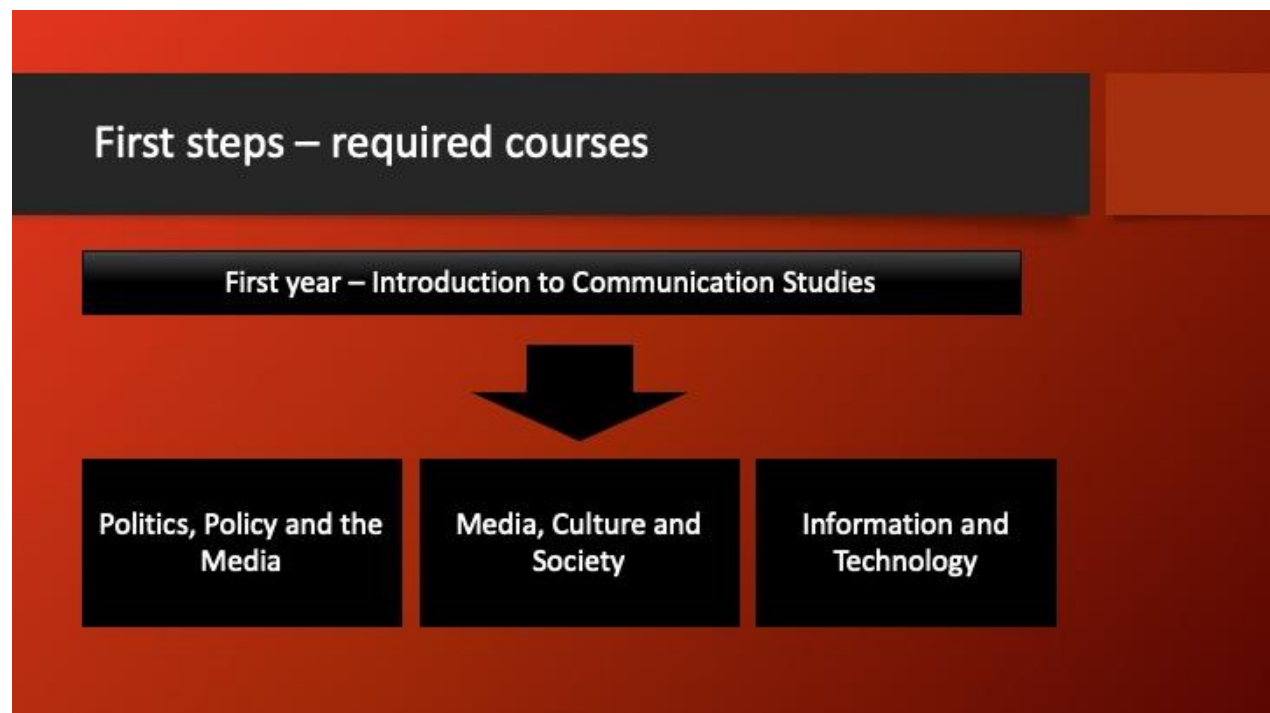 First steps – required courses
First year – Introduction to Communication Studies
Politics, Policy and the
Media
Media, Culture and
Society
Information and
Technology